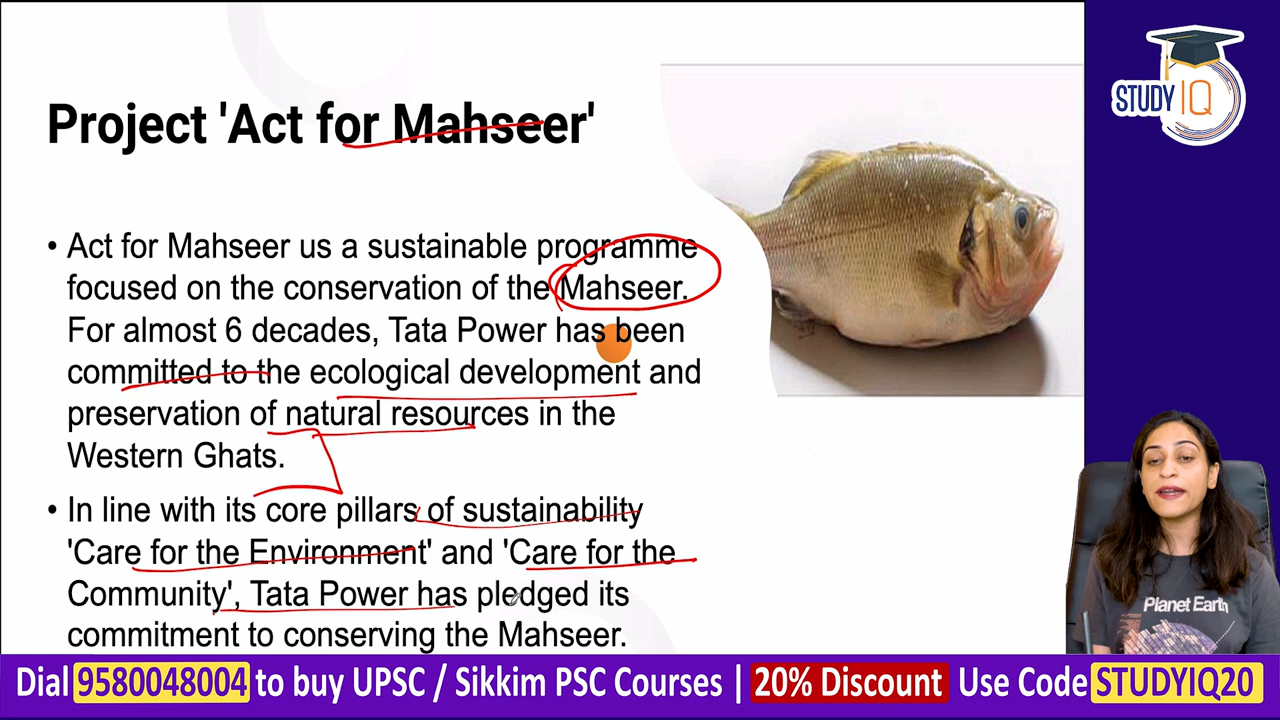 STUDY IQ
Project 'Act for Mahseer'
• Act for Mahseer us a sustainable programme
focused on the conservation of the Mahseer.
For almost 6 decades, Tata Power has been
committed to the ecological development and
preservation of natural resources in the
Western Ghats.
• In line with its core pillars of sustainability
'Care for the Environment' and 'Care for the
Community', Tata Power has pledged its
commitment to conserving the Mahseer.
Planet Earth
Dial 9580048004 to buy UPSC / Sikkim PSC Courses | 20% Discount Use Code STUDYIQ20